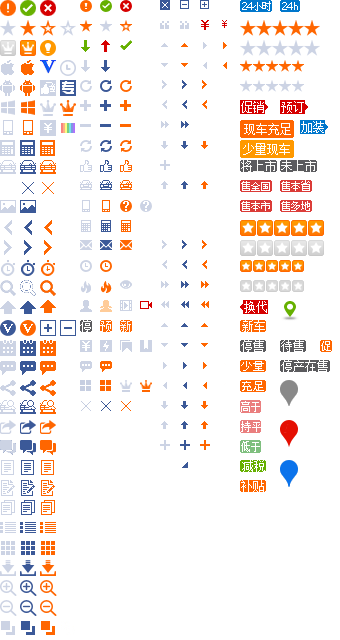 24小时 24h
促销 预订
现车充足 加装
少量现车
将上市 未上市
售全国 售本省
售本市 售多地
换代
新车
停售 待售 促
少量 停产在售
充足
高于
持平
低于
减税
补贴
停 预 新